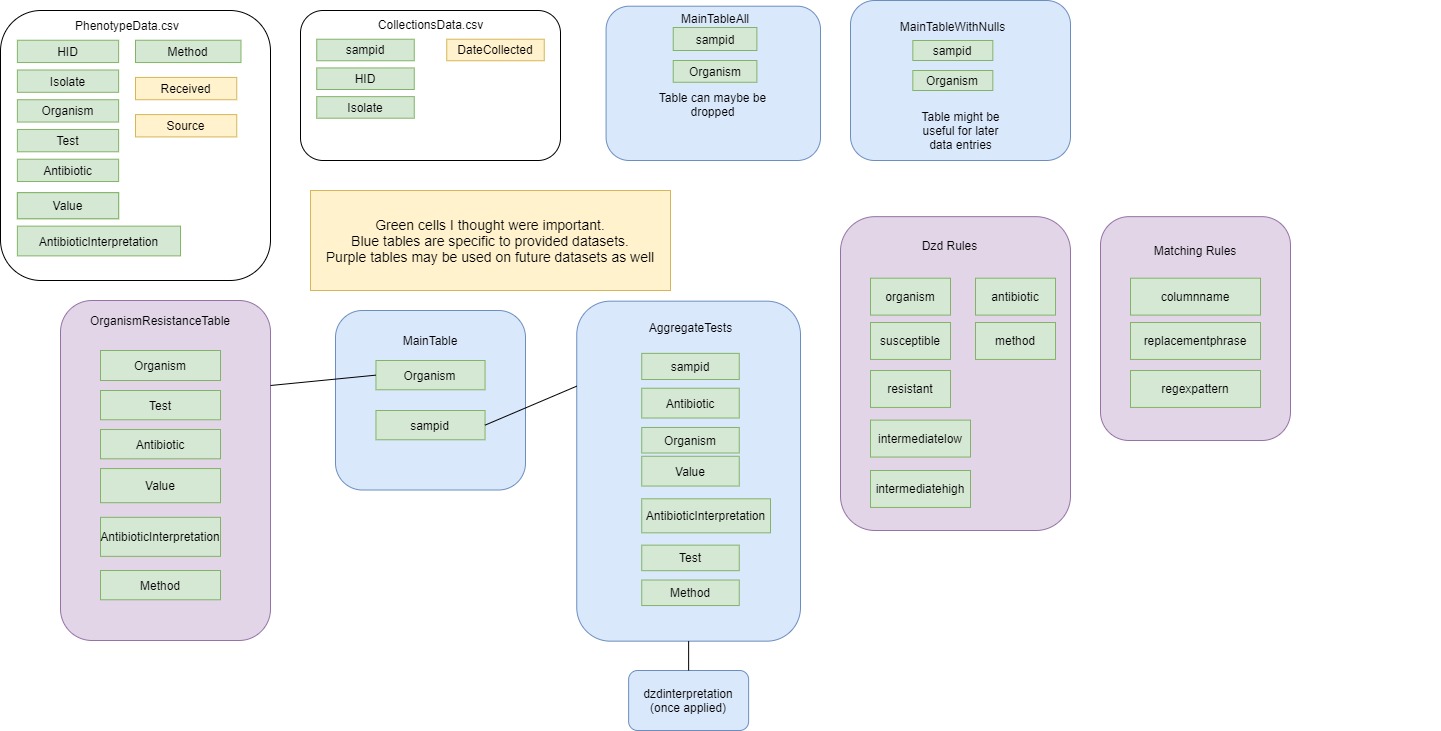 PhenotypeData.csv
HID
Method
Isolate
Received
Organism
Source
Test
Antibiotic
Value
AntibioticInterpretation
CollectionsData.csv
sampid
DateCollected
HID
Isolate
MainTableAll
sampid
Organism
Table can maybe be
dropped
MainTableWithNulls
sampid
Organism
Table might be
useful for later
data entries
Green cells I thought were important.
Blue tables are specific to provided datasets.
Purple tables may be used on future datasets as well
OrganismResistanceTable
Organism
Test
Antibiotic
Value
AntibioticInterpretation
Method
MainTable
Organism
sampid
AggregateTests
sampid
Antibiotic
Organism
Value
AntibioticInterpretation
Test
Method
dzdinterpretation
(once applied)
Dzd Rules
organism
antibiotic
susceptible
method
resistant
intermediatelow
intermediatehigh
Matching Rules
columnname
replacementphrase
regexpattern